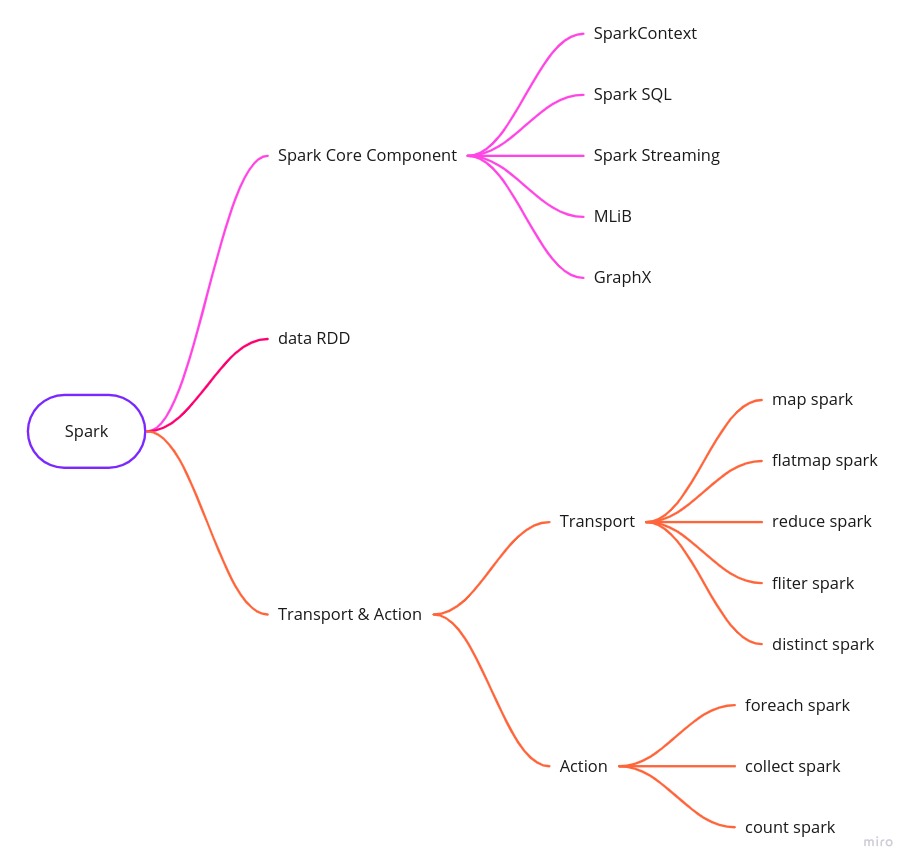 SparkContext
Spark SQL
Spark Core Component
Spark Streaming
MLiB
GraphX
data RDD
Spark
map spark
flatmap spark
Transport
reduce spark
fliter spark
Transport & Action
distinct spark
foreach spark
Action
collect spark
count spark
miro